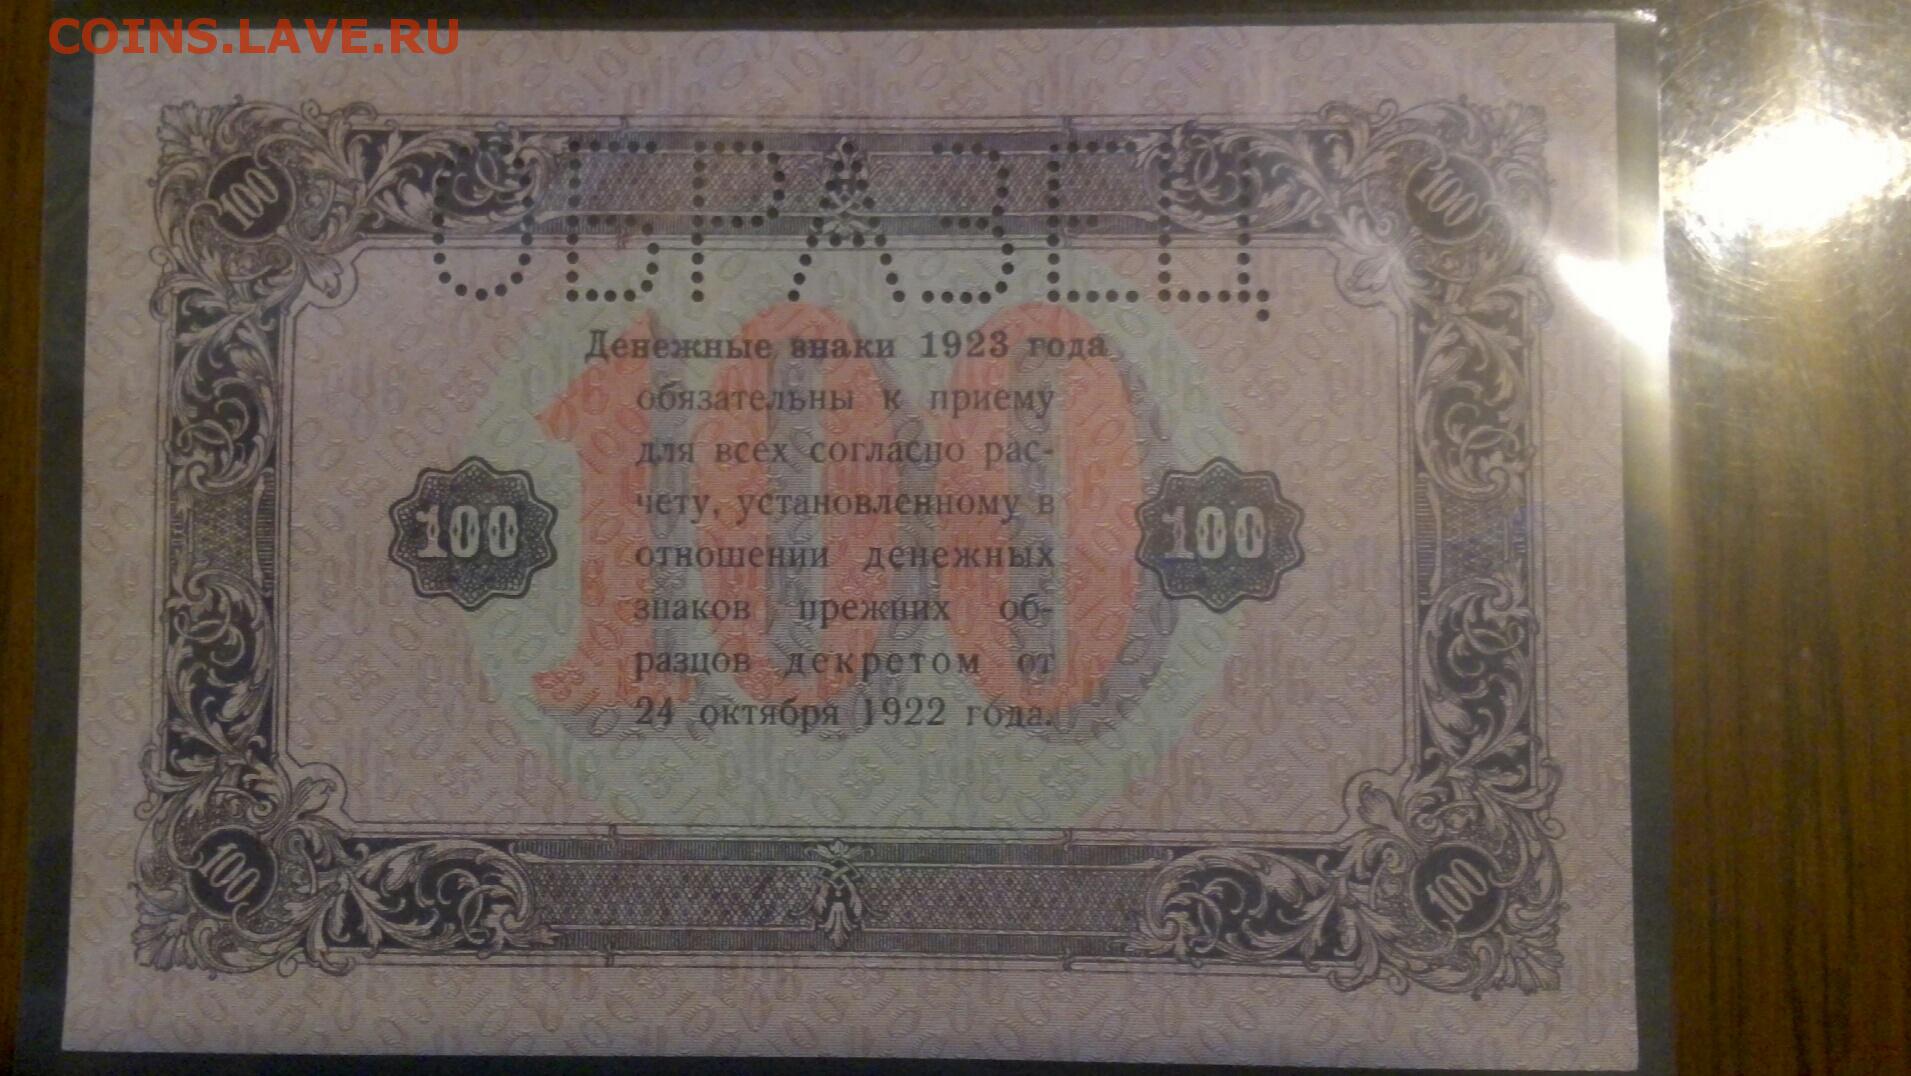 COINS.LAVE.RU
ОБРАЗЕЦ
100 100
100
Денежные знаки 1923 года
обязательны к приему
для всех согласно рас-
чету, установленному в
100 100
отношении денежных
знаков прежних об-
разцов декретом от
24 октября 1922 года.
100 100